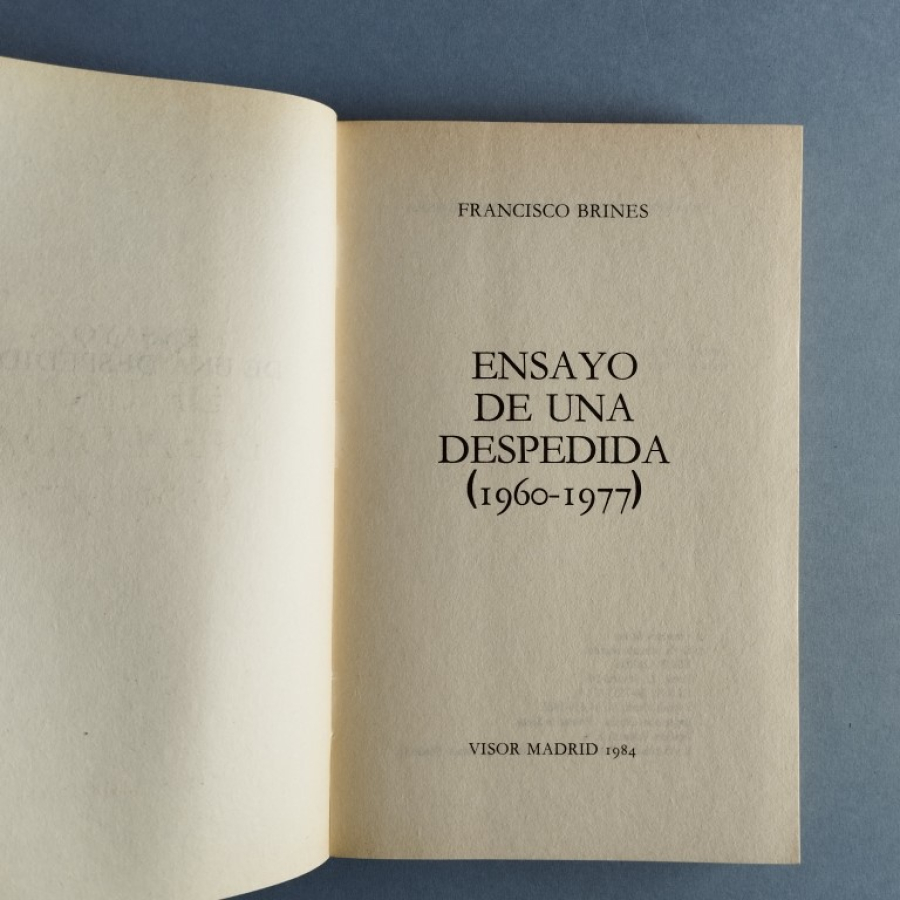 FRANCISCO BRINES
ENSAYO
DE UNA
DESPEDIDA
(1960-1977)
VISOR MADRID 1984